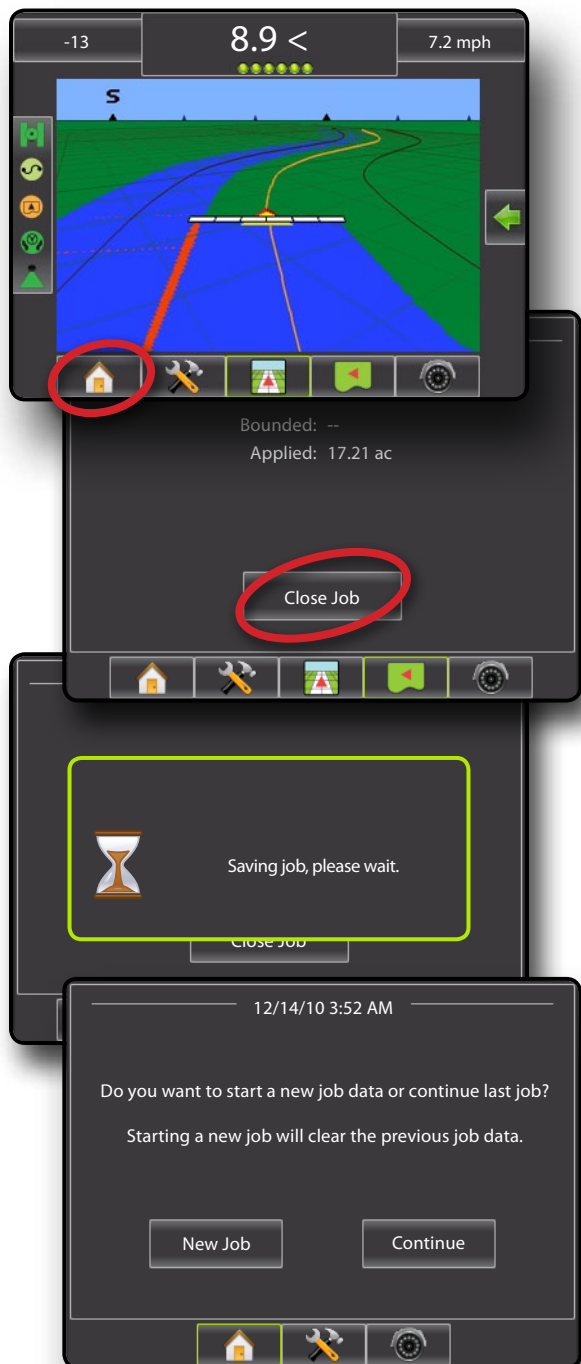 -13
8.9 <
7.2 mph
S
Bounded: --
Applied: 17.21 ac
Close Job
Saving job, please wait.
Close Job
12/14/10 3:52 AM
Do you want to start a new job data or continue last job?
Starting a new job will clear the previous job data.
New Job
Continue